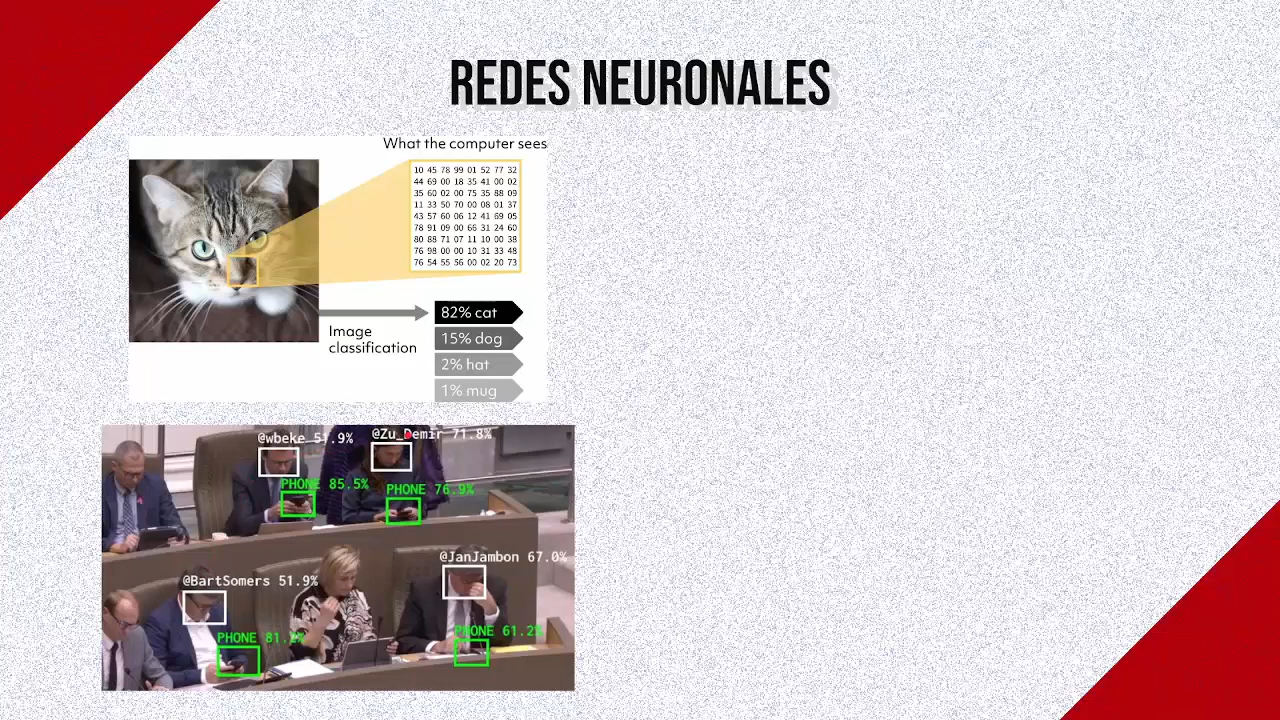 REDES NEURONALES
What the computer sees
10 45 78 99 01 52 77 32
44 69 00 18 35 41 00 02
35 60 02 00 75 35 88 09
11 33 50 70 00 08 01 37
43 57 60 06 12 41 69 05
78 91 09 00 66 31 24 60
80 88 71 07 11 10 00 38
76 98 00 00 10 31 33 48
76 54 55 56 00 02 20 73
Image
classification
82% cat
15% dog
2% hat
1% mug
@wbeke 51.9%
@Zu_Demir 71.8%
PHONE 85.5%
PHONE 76.9%
@JanJambon 67.0%
@BartSomers 51.9%
PHONE 61.2%
PHONE 81.2%